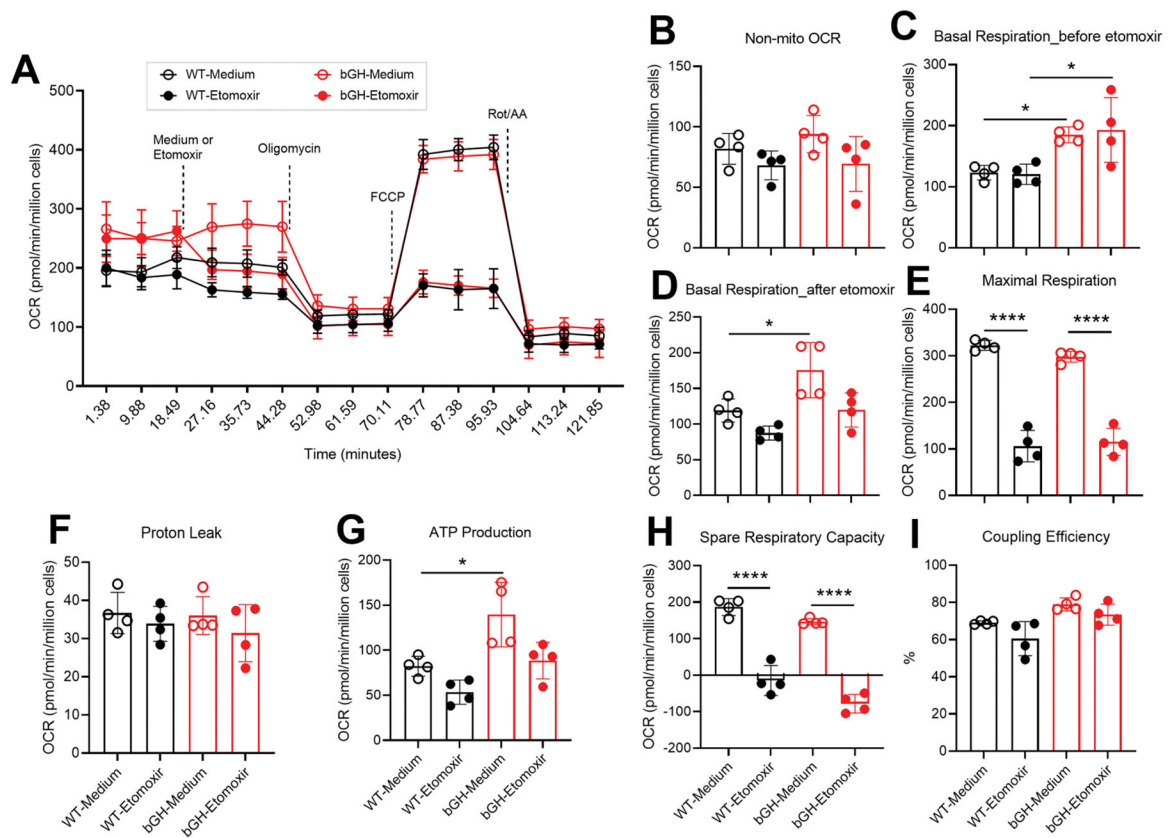 A
WT-Medium
bGH-Medium
WT-Etomoxir
bGH-Etomoxir
OCR (pmol/min/million cells)
500
400
300
200
100
0
Medium or
Etomoxir
Oligomycin
FCCP
Rot/AA
1.38
9.88
18.49
27.16
35.73
44.28
52.98
61.59
70.11
78.77
87.38
95.93
104.64
113.24
121.85
Time (minutes)
B
Non-mito OCR
OCR (pmol/min/million cells)
150
100
50
0
C
Basal Respiration_before etomoxir
OCR (pmol/min/million cells)
300
200
100
0
*
*
D
Basal Respiration_after etomoxir
OCR (pmol/min/million cells)
250
200
150
100
50
0
*
E
Maximal Respiration
OCR (pmol/min/million cells)
400
300
200
100
0
****
****
F
Proton Leak
OCR (pmol/min/million cells)
50
40
30
20
10
0
WT-Medium
WT-Etomoxir
bGH-Medium
bGH-Etomoxir
G
ATP Production
OCR (pmol/min/million cells)
200
150
100
50
0
*
WT-Medium
WT-Etomoxir
bGH-Medium
bGH-Etomoxir
H
Spare Respiratory Capacity
OCR (pmol/min/million cells)
300
200
100
0
-100
-200
****
****
WT-Medium
WT-Etomoxir
bGH-Medium
bGH-Etomoxir
I
Coupling Efficiency
%
100
80
60
40
20
0
WT-Medium
WT-Etomoxir
bGH-Medium
bGH-Etomoxir